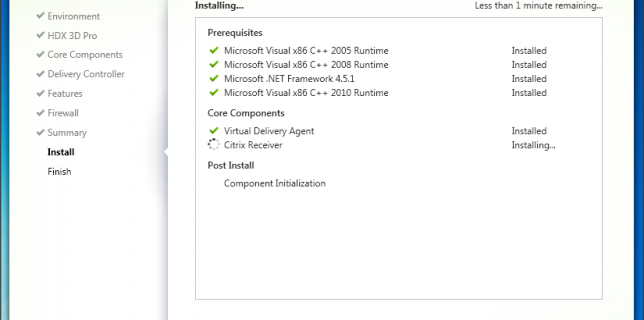 Environment
HDX 3D Pro
Core Components
Delivery Controller
Features
Firewall
Summary
Install
Finish
Installing... Less than 1 minute remaining...
Prerequisites
Microsoft Visual x86 C++ 2005 Runtime Installed
Microsoft Visual x86 C++ 2008 Runtime Installed
Microsoft .NET Framework 4.5.1 Installed
Microsoft Visual x86 C++ 2010 Runtime Installed
Core Components
Virtual Delivery Agent Installed
Citrix Receiver Installing...
Post Install
Component Initialization